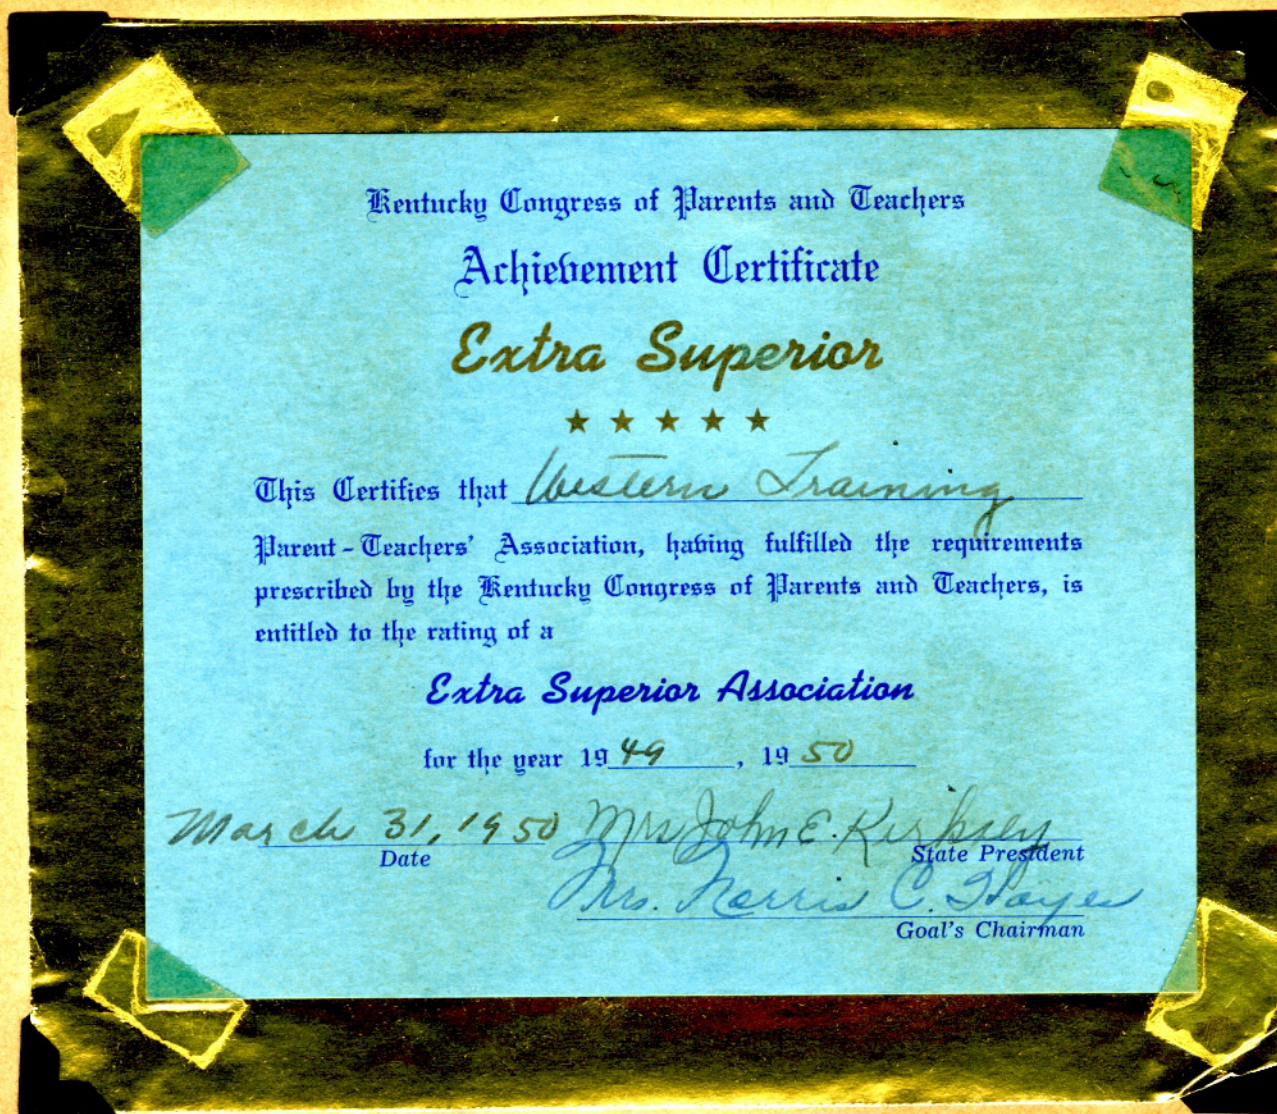 Kentucky Congress of Parents and Teachers
Achievement Certificate
Extra Superior
★ ★ ★ ★ ★
This Certifies that Western Training
Parent-Teachers' Association, having fulfilled the requirements
prescribed by the Kentucky Congress of Parents and Teachers, is
entitled to the rating of a
Extra Superior Association
for the year 1949, 1950
March 31, 1950 Mrs John E. Kirksey
Date State President
Mrs. Norris C. Hayes
Goal's Chairman